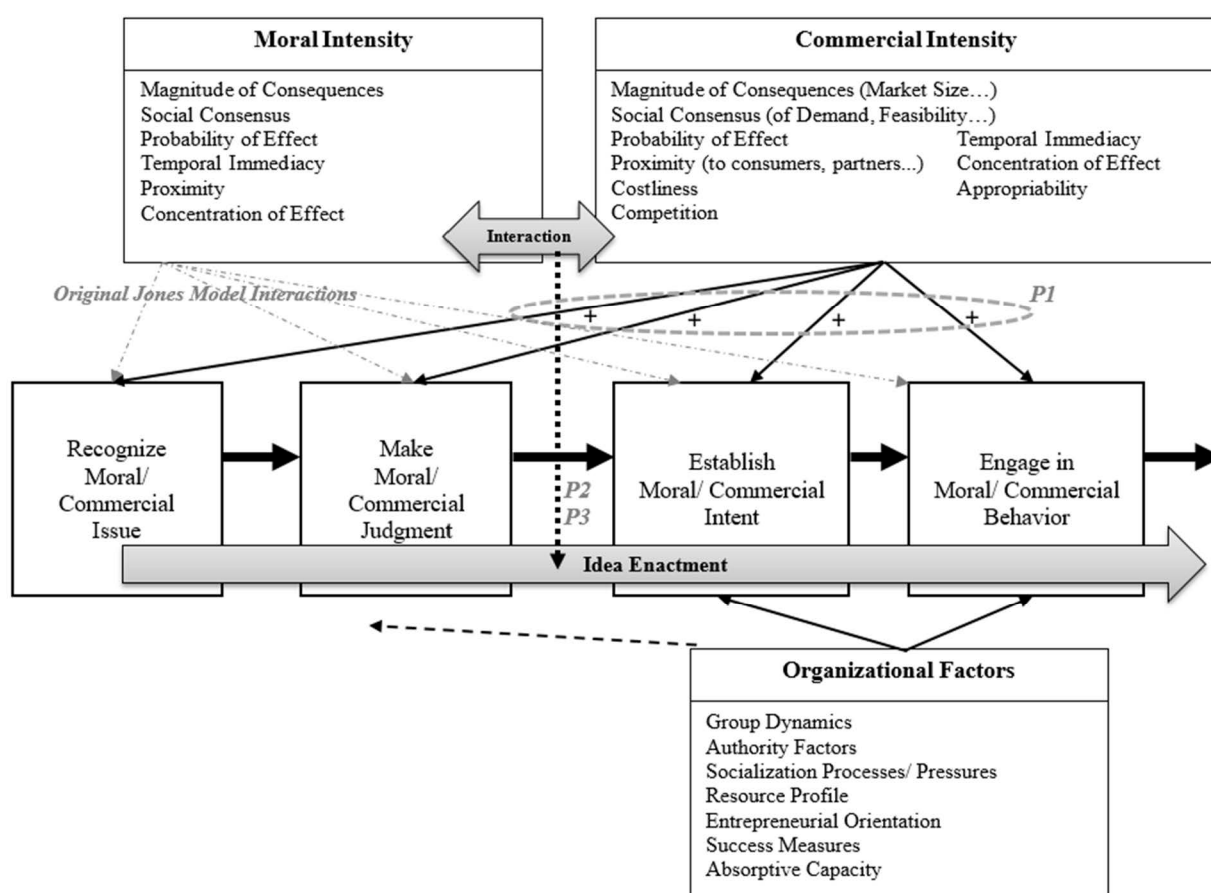 Moral Intensity
Magnitude of Consequences
Social Consensus
Probability of Effect
Temporal Immediacy
Proximity
Concentration of Effect
Commercial Intensity
Magnitude of Consequences (Market Size…)
Social Consensus (of Demand, Feasibility…)
Probability of Effect Temporal Immediacy
Proximity (to consumers, partners...) Concentration of Effect
Costliness Appropriability
Competition
Interaction
Original Jones Model Interactions
P1
+ + + +
Recognize
Moral/
Commercial
Issue
Make
Moral/
Commercial
Judgment
P2
P3
Establish
Moral/ Commercial
Intent
Engage in
Moral/ Commercial
Behavior
Idea Enactment
Organizational Factors
Group Dynamics
Authority Factors
Socialization Processes/ Pressures
Resource Profile
Entrepreneurial Orientation
Success Measures
Absorptive Capacity